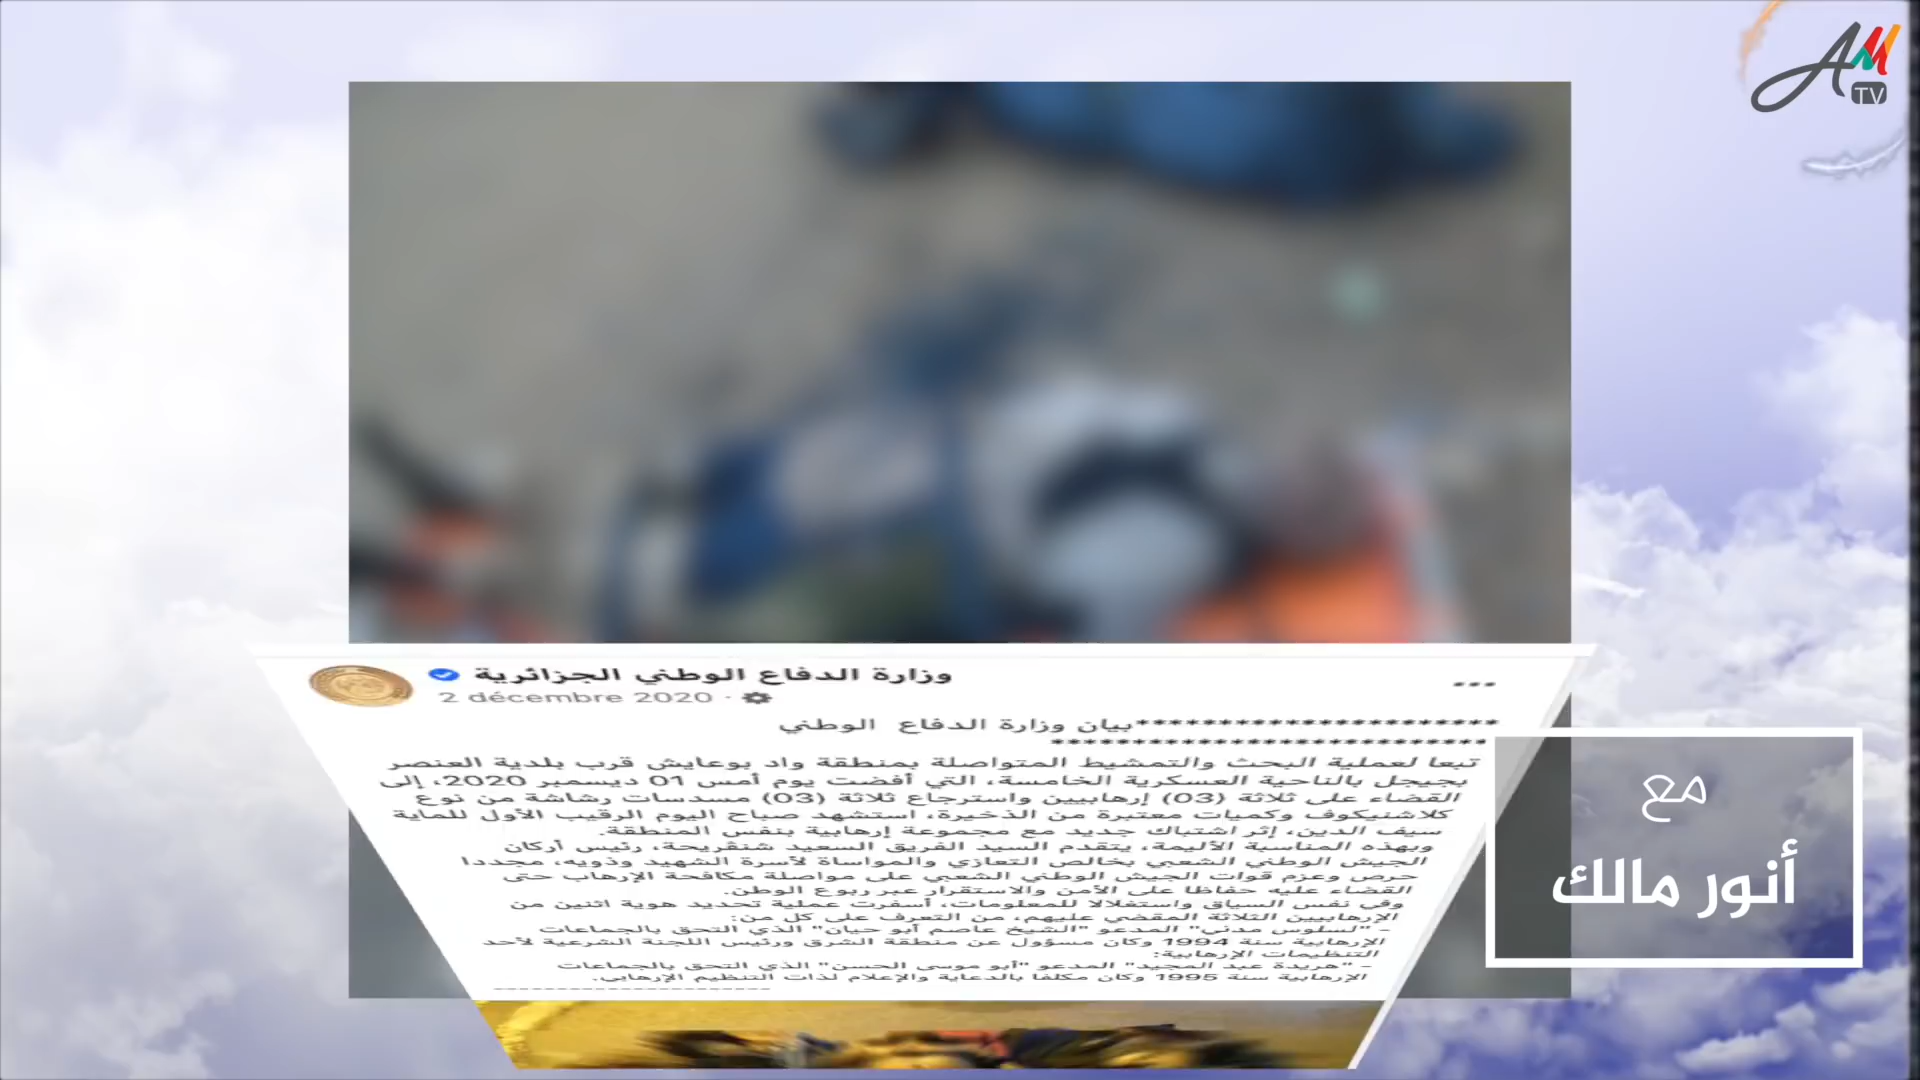 AM
TV
وزارة الدفاع الوطني الجزائرية
2 décembre 2020 ·
***********************بيان وزارة الدفاع الوطني
****************************
تبعا لعملية البحث والتمشيط المتواصلة بمنطقة واد بوعايش قرب بلدية العنصر
بجيجل بالناحية العسكرية الخامسة، التي أفضت يوم أمس 01 ديسمبر 2020، إلى
القضاء على ثلاثة (03) إرهابيين واسترجاع ثلاثة (03) مسدسات رشاشة من نوع
كلاشنيكوف وكميات معتبرة من الذخيرة، استشهد صباح اليوم الرقيب الأول للماية
سيف الدين، إثر اشتباك جديد مع مجموعة إرهابية بنفس المنطقة.
وبهذه المناسبة الأليمة، يتقدم السيد الفريق السعيد شنڨريحة، رئيس أركان
الجيش الوطني الشعبي بخالص التعازي والمواساة لأسرة الشهيد وذويه، مجددا
حرص وعزم قوات الجيش الوطني الشعبي على مواصلة مكافحة الإرهاب حتى
القضاء عليه حفاظا على الأمن والاستقرار عبر ربوع الوطن.
وفي نفس السياق واستغلالا للمعلومات، أسفرت عملية تحديد هوية اثنين من
الإرهابيين الثلاثة المقضي عليهم، من التعرف على كل من:
- "لسلوس مدني" المدعو "الشيخ عاصم أبو حيان" الذي التحق بالجماعات
الإرهابية سنة 1994 وكان مسؤول عن منطقة الشرق ورئيس اللجنة الشرعية لأحد
التنظيمات الإرهابية:
- "هريدة عبد المجيد" المدعو "أبو موسى الحسن" الذي التحق بالجماعات
الإرهابية سنة 1995 وكان مكلفا بالدعاية والإعلام لذات التنظيم الإرهابي.
مع
أنور مالك